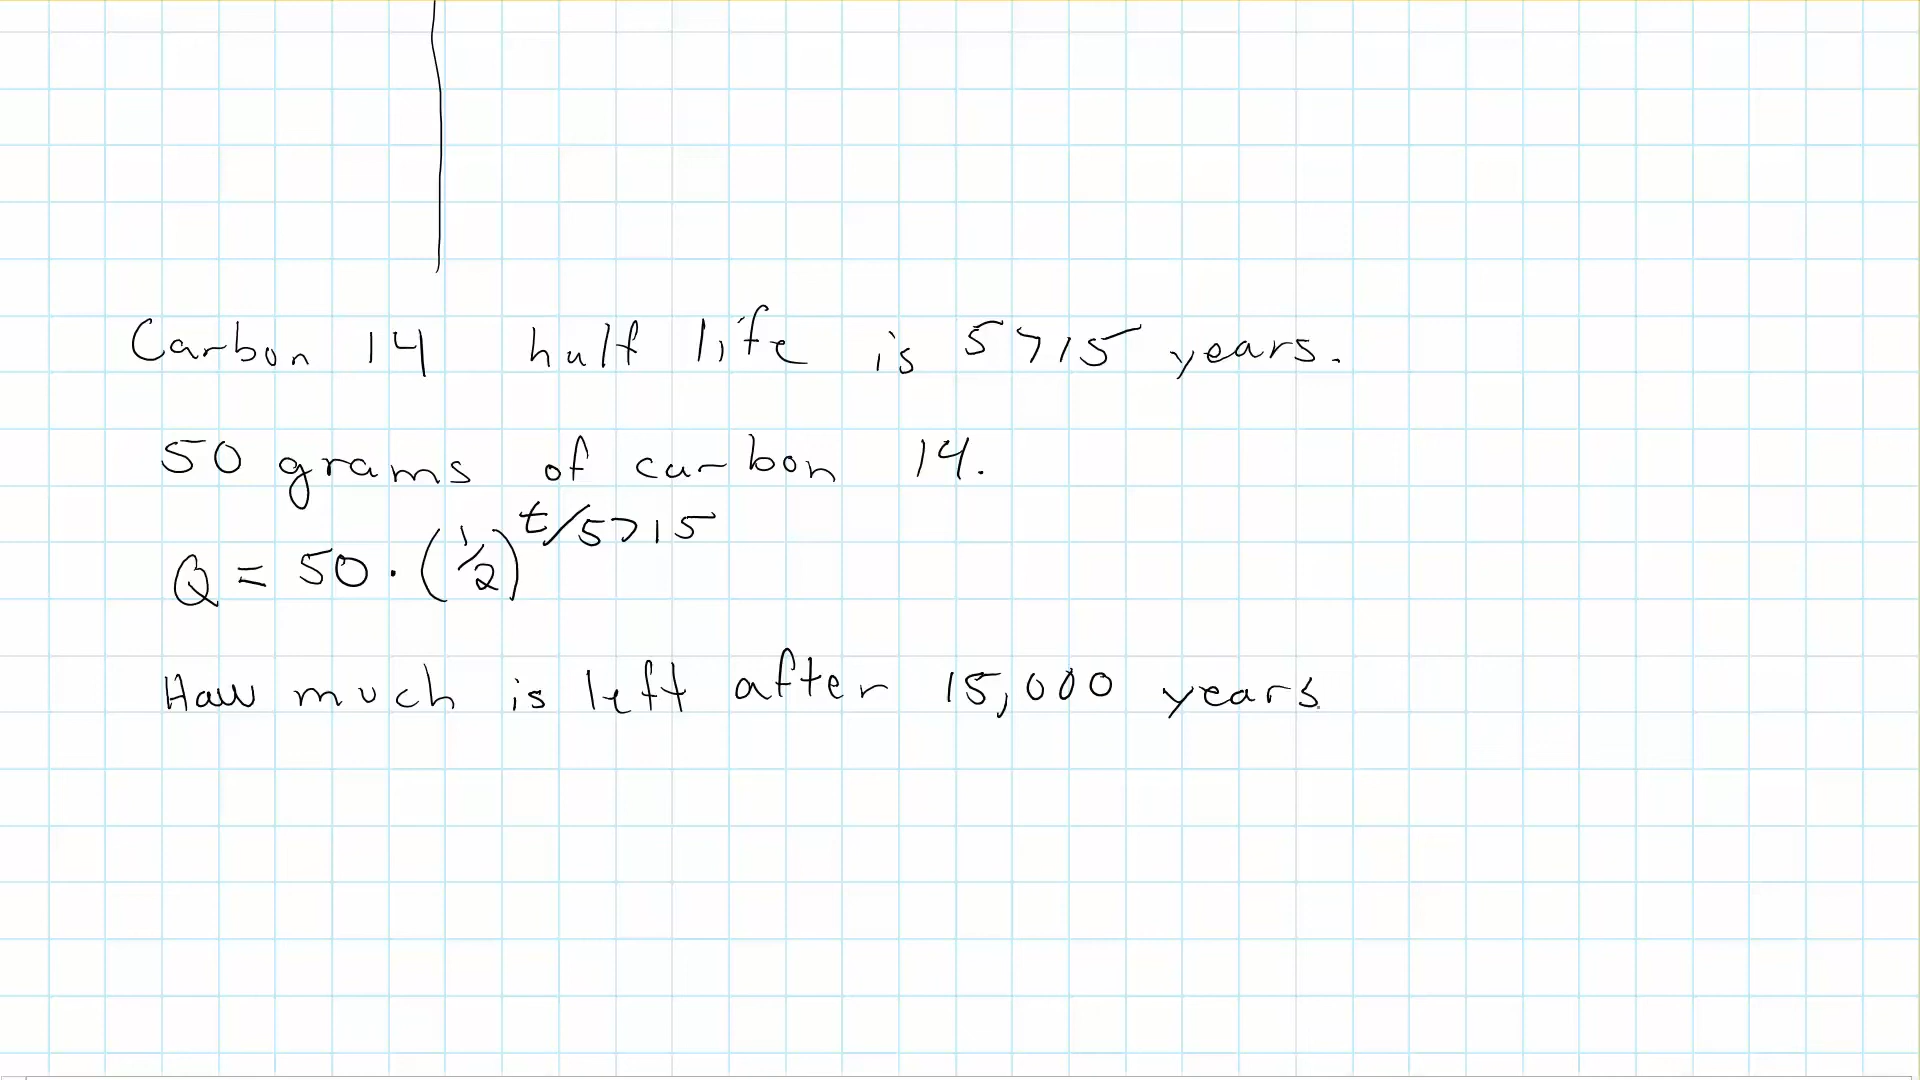 Carbon 14 half life is 5715 years.
50 grams of carbon 14.
Q = 50 · (1/2)^t/5715
How much is left after 15,000 years